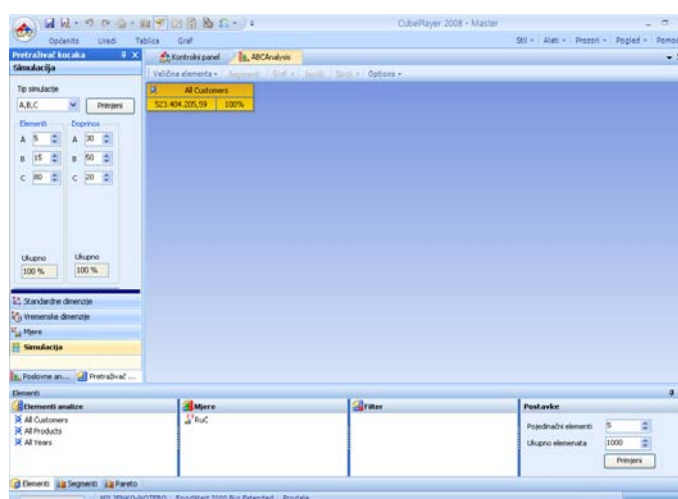 CubePlayer 2008 - Master
Općenito Uredi Tablica Graf
Stil Alati Prozori Pogled Pomoć
Pretraživač kocaka
Kontrolni panel ABCAnalysis
Simulacija
Veličina elementa Segmenti Graf Options
Tip simulacije
A,B,C Primjeni
All Customers
523.404.205,59 100%
Elementi Doprinos
A 5 A 30
B 15 B 50
C 80 C 20
Ukupno Ukupno
100 % 100 %
Standardne dimenzije
Vremenske dimenzije
Mjere
Simulacija
Poslovne an... Pretraživač ...
Elementi
Elementi analize Mjere Filter Postavke
All Customers
All Products
All Years
RuC
Pojedinačni elementi 5
Ukupno elemenata 1000
Primjeni
Elementi Segmenti Pareto